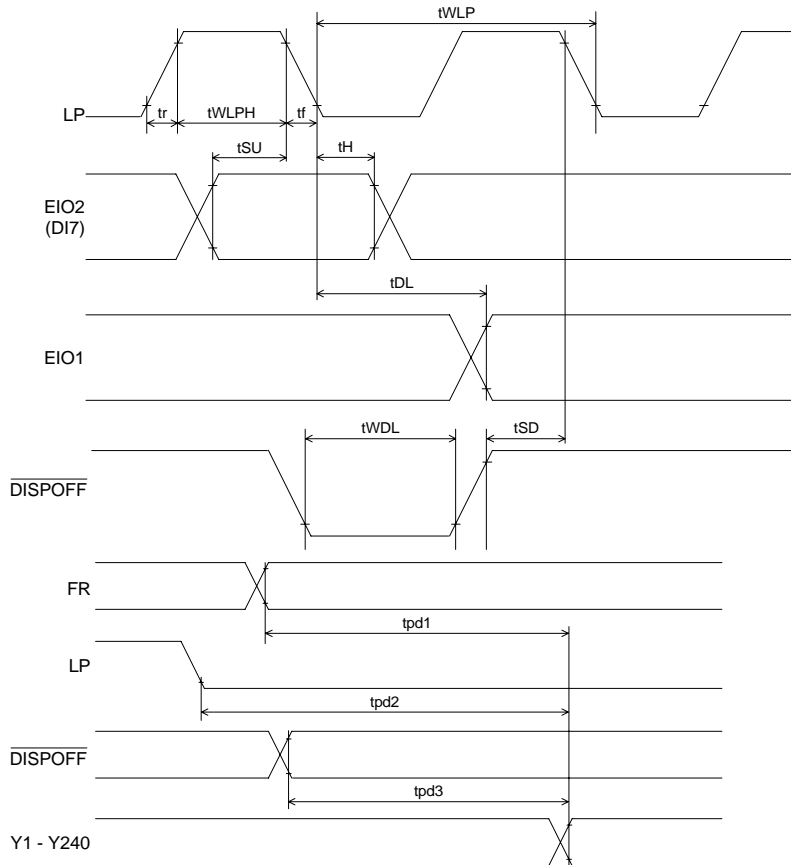 tWLP
LP
tr
tWLPH
tf
tSU
tH
EIO2
(DI7)
tDL
EIO1
tWDL
tSD
DISPOFF
FR
tpd1
LP
tpd2
DISPOFF
tpd3
Y1 - Y240